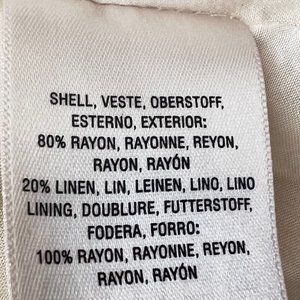 SHELL, VESTE, OBERSTOFF,
ESTERNO, EXTERIOR:
80% RAYON, RAYONNE, REYON,
RAYON, RAYÓN
20% LINEN, LIN, LEINEN, LINO, LINO
LINING, DOUBLURE, FUTTERSTOFF,
FODERA, FORRO:
100% RAYON, RAYONNE, REYON,
RAYON, RAYÓN